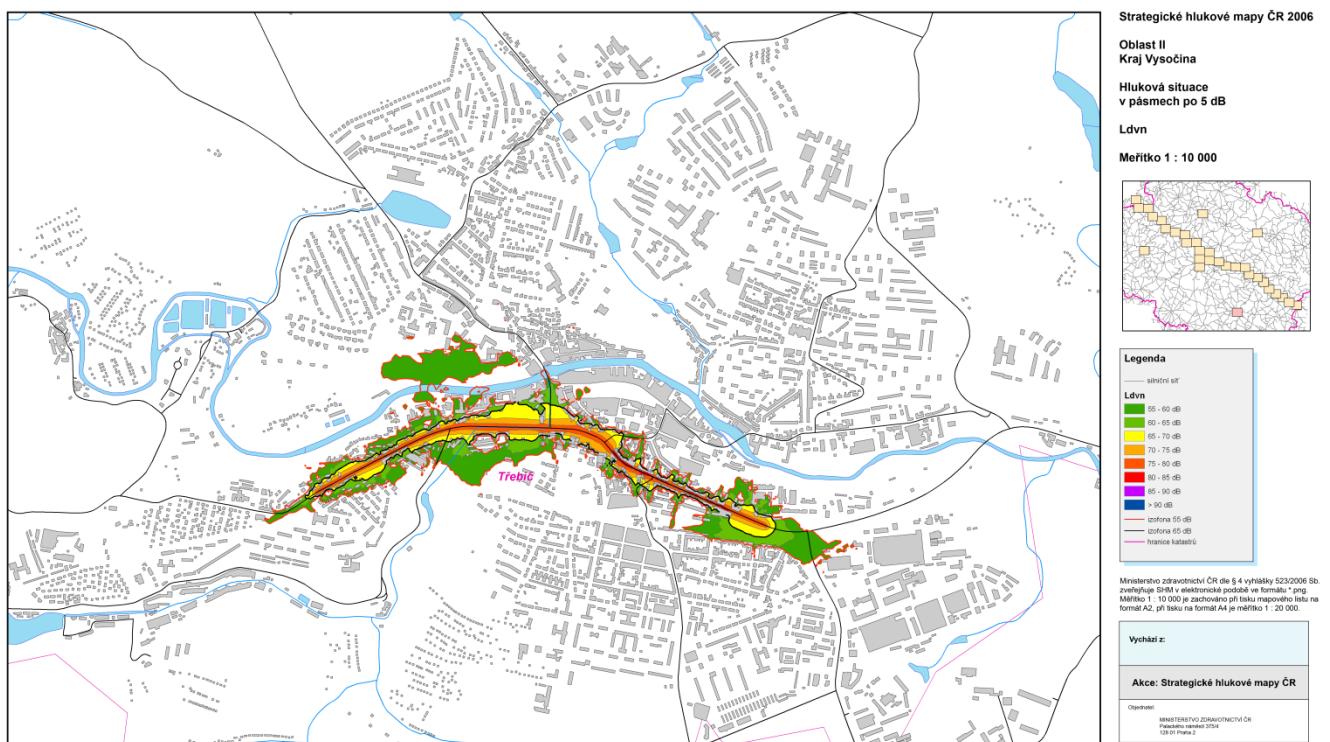 Strategické hlukové mapy ČR 2006
Oblast II
Kraj Vysočina
Hluková situace
v pásmech po 5 dB
Ldvn
Meřítko 1 : 10 000
Třebíč
Legenda
silniční síť
Ldvn
55 - 60 dB
60 - 65 dB
65 - 70 dB
70 - 75 dB
75 - 80 dB
80 - 85 dB
85 - 90 dB
> 90 dB
izofona 55 dB
izofona 65 dB
hranice katastrů
Ministerstvo zdravotnictví ČR dle § 4 vyhlášky 523/2006 Sb.
zveřejňuje SHM v elektronické podobě ve formátu *.png.
Měřítko 1 : 10 000 je zachováno při tisku mapového listu na
formát A2, při tisku na formát A4 je měřítko 1 : 20 000.
Vychází z:
Akce: Strategické hlukové mapy ČR
Objednatel:
MINISTERSTVO ZDRAVOTNICTVÍ ČR
Palackého náměstí 375/4
128 01 Praha 2